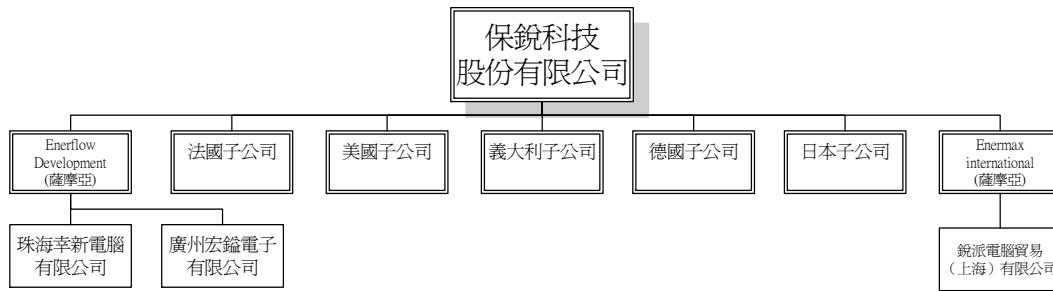 保銳科技
股份有限公司
Enerflow
Development
(薩摩亞)
法國子公司
美國子公司
義大利子公司
德國子公司
日本子公司
Enermax
international
(薩摩亞)
珠海幸新電腦
有限公司
廣州宏鎰電子
有限公司
銳派電腦貿易
（上海）有限公司